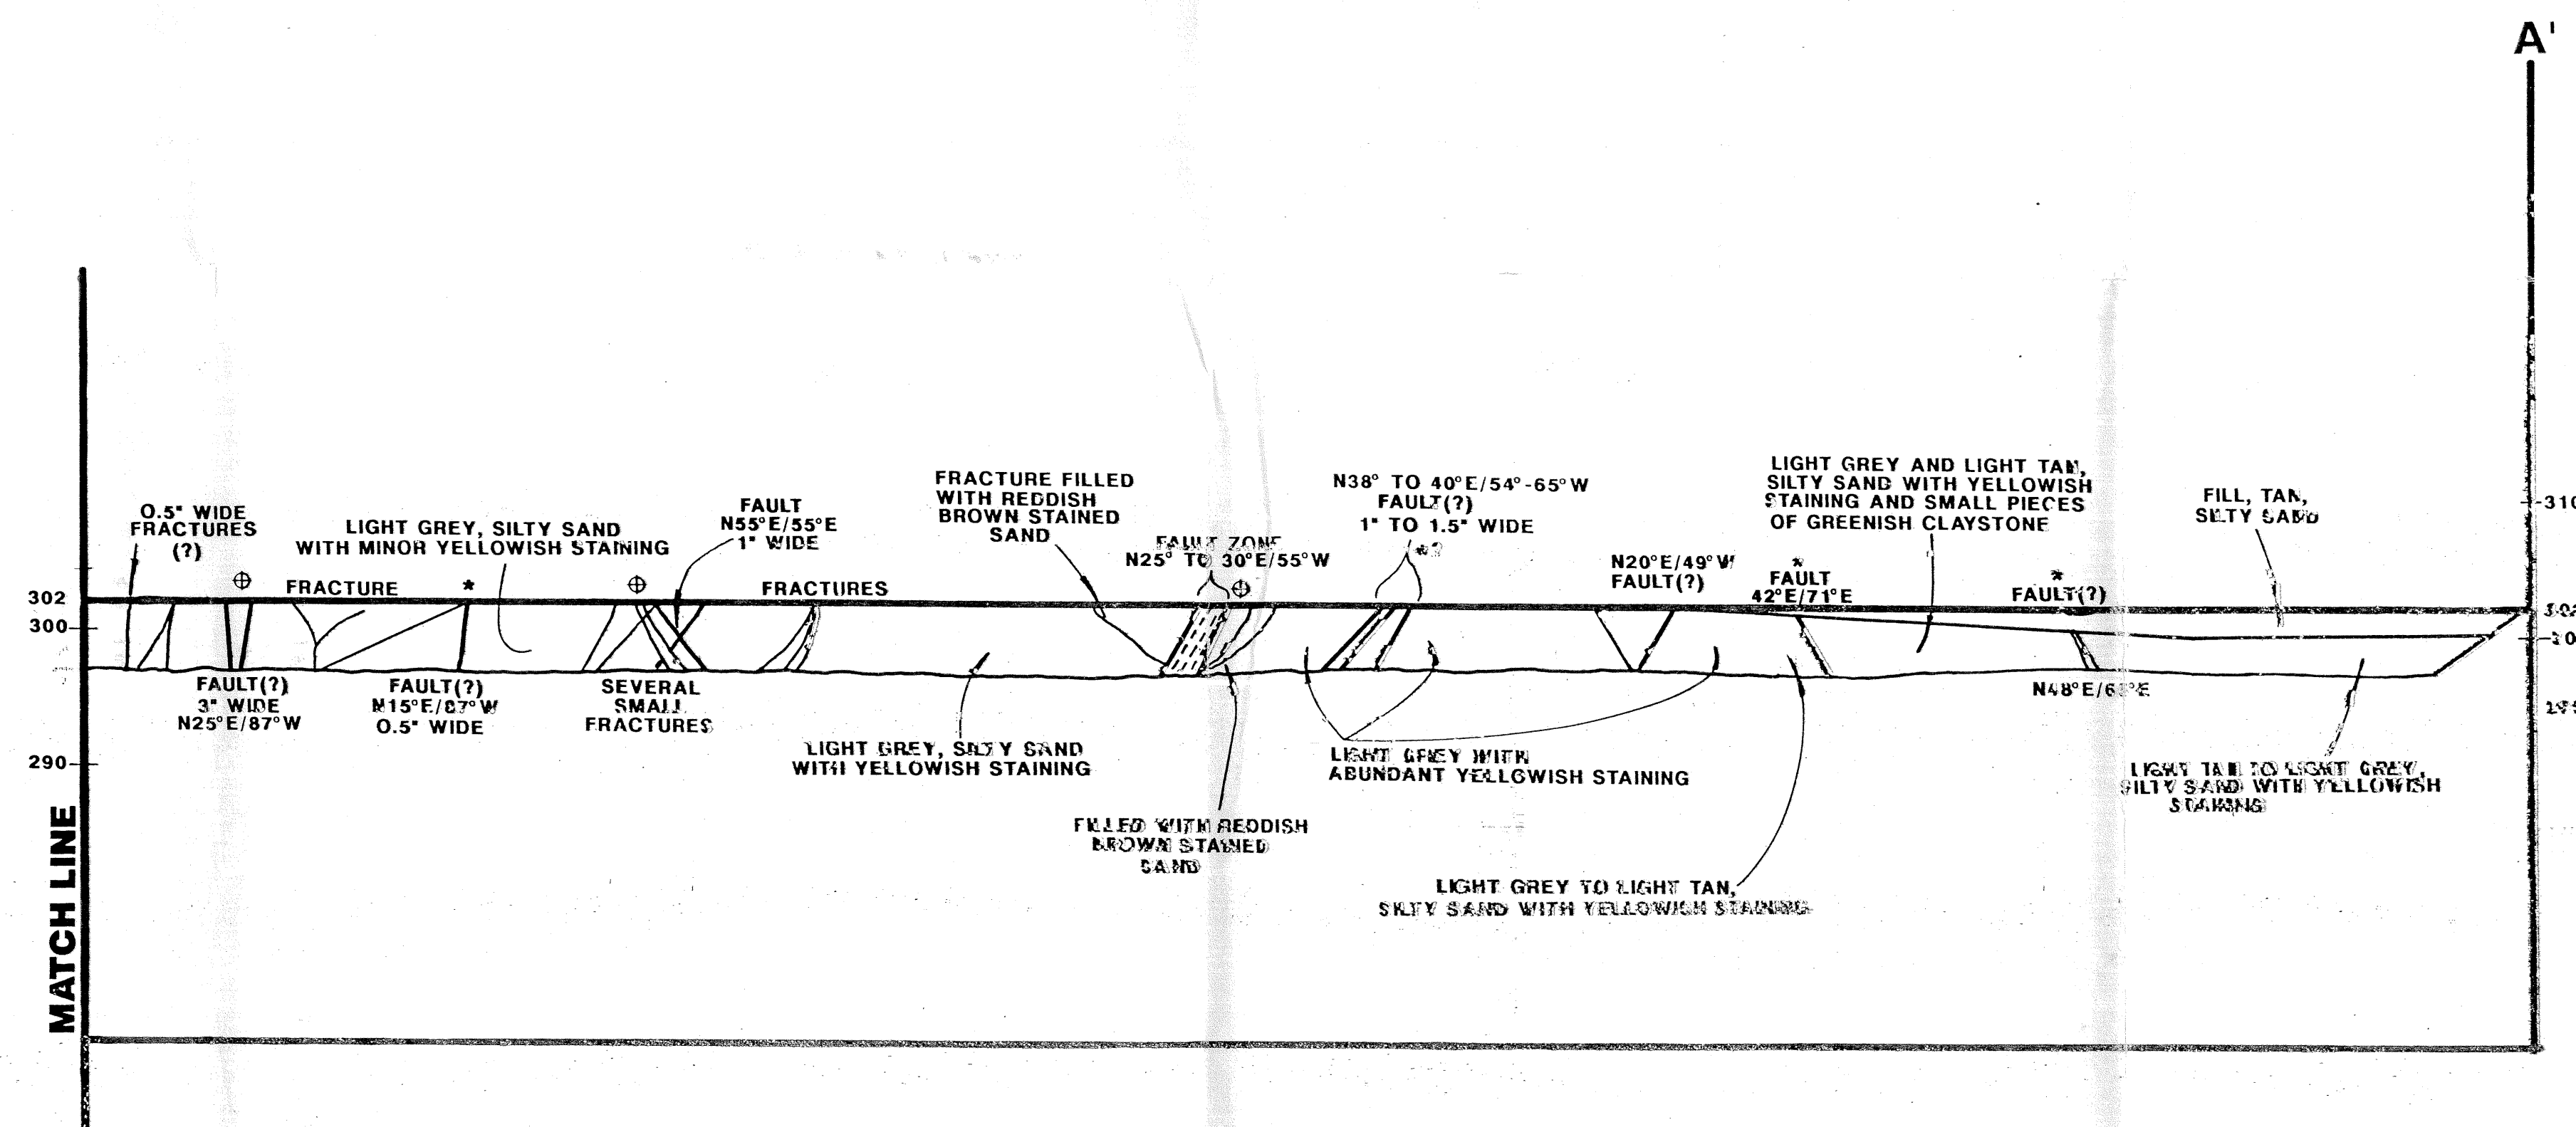 A'
0.5" WIDE
FRACTURES
(?)
LIGHT GREY, SILTY SAND
WITH MINOR YELLOWISH STAINING
FAULT
N55°E/55°E
1" WIDE
FRACTURE FILLED
WITH REDDISH
BROWN STAINED
SAND
FAULT ZONE
N25° TO 30°E/55°W
N38° TO 40°E/54°-65°W
FAULT(?)
1" TO 1.5" WIDE
N20°E/49°W
FAULT(?)
*
FAULT
42°E/71°E
LIGHT GREY AND LIGHT TAN,
SILTY SAND WITH YELLOWISH
STAINING AND SMALL PIECES
OF GREENISH CLAYSTONE
*
FAULT(?)
FILL, TAN,
SILTY SAND
310
FRACTURE
*
FRACTURES
302
300
290
FAULT(?)
3" WIDE
N25°E/87°W
FAULT(?)
N15°E/87°W
0.5" WIDE
SEVERAL
SMALL
FRACTURES
LIGHT GREY, SILTY SAND
WITH YELLOWISH STAINING
FILLED WITH REDDISH
BROWN STAINED
SAND
LIGHT GREY WITH
ABUNDANT YELLOWISH STAINING
LIGHT GREY TO LIGHT TAN,
SILTY SAND WITH YELLOWISH STAINING
LIGHT TAN TO LIGHT GREY,
SILTY SAND WITH YELLOWISH
STAINING
MATCH LINE